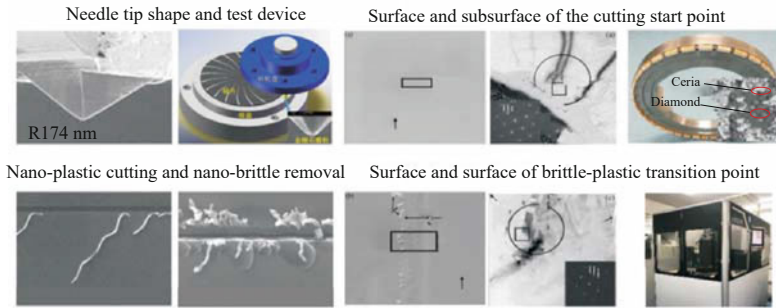 Needle tip shape and test device
Surface and subsurface of the cutting start point
Ceria
Diamond
R174 nm
Nano-plastic cutting and nano-brittle removal
Surface and surface of brittle-plastic transition point